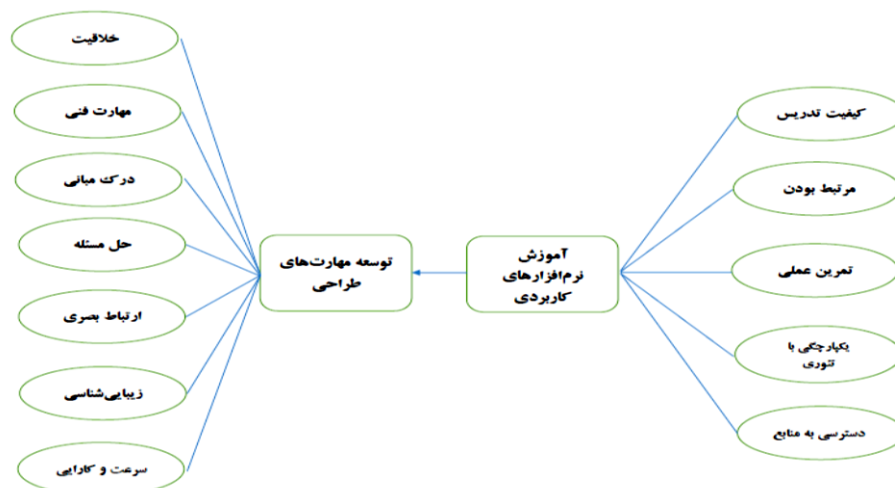 کیفیت تدریس
مرتبط بودن
تمرین عملی
یکپارچگی با
تئوری
دسترسی به منابع
آموزش
نرم‌افزارهای
کاربردی
توسعه مهارت‌های
طراحی
خلاقیت
مهارت فنی
درک مبانی
حل مسئله
ارتباط بصری
زیبایی‌شناسی
سرعت و کارایی